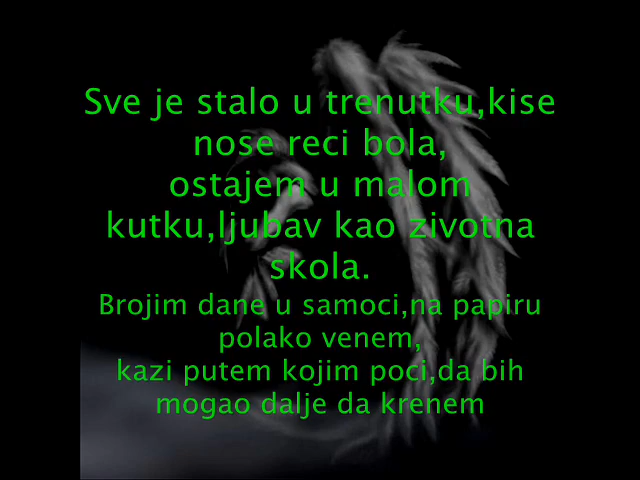 Sve je stalo u trenutku,kise
nose reci bola,
ostajem u malom
kutku,ljubav kao zivotna
skola.
Brojim dane u samoci,na papiru
polako venem,
kazi putem kojim poci,da bih
mogao dalje da krenem